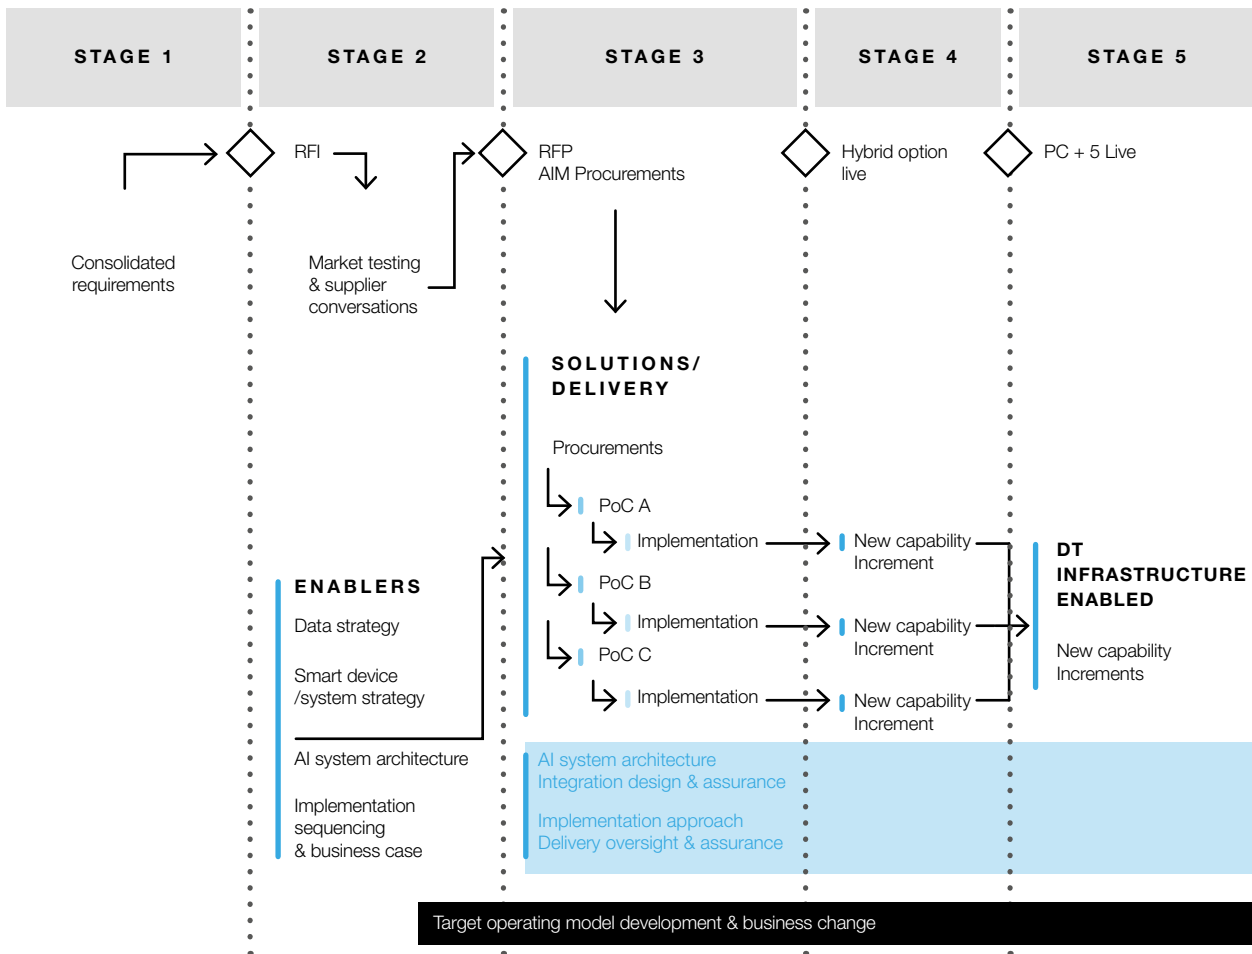 STAGE 1
STAGE 2
STAGE 3
STAGE 4
STAGE 5
RFI
RFP
AIM Procurements
Hybrid option
live
PC + 5 Live
Consolidated
requirements
Market testing
& supplier
conversations
SOLUTIONS/
DELIVERY
Procurements
PoC A
Implementation
PoC B
Implementation
PoC C
Implementation
New capability
Increment
New capability
Increment
New capability
Increment
DT
INFRASTRUCTURE
ENABLED
New capability
Increments
ENABLERS
Data strategy
Smart device
/system strategy
AI system architecture
Implementation
sequencing
& business case
AI system architecture
Integration design & assurance
Implementation approach
Delivery oversight & assurance
Target operating model development & business change